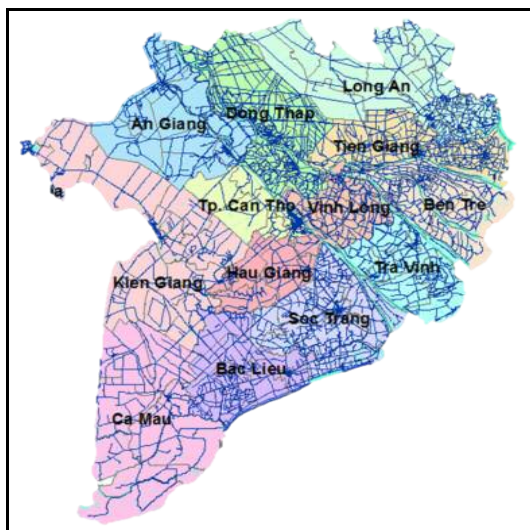 Long An
Dong Thap
An Giang
Tien Giang
Ben Tre
Tp. Can Tho
Vinh Long
Tra Vinh
Hau Giang
Kien Giang
Soc Trang
Bac Lieu
Ca Mau